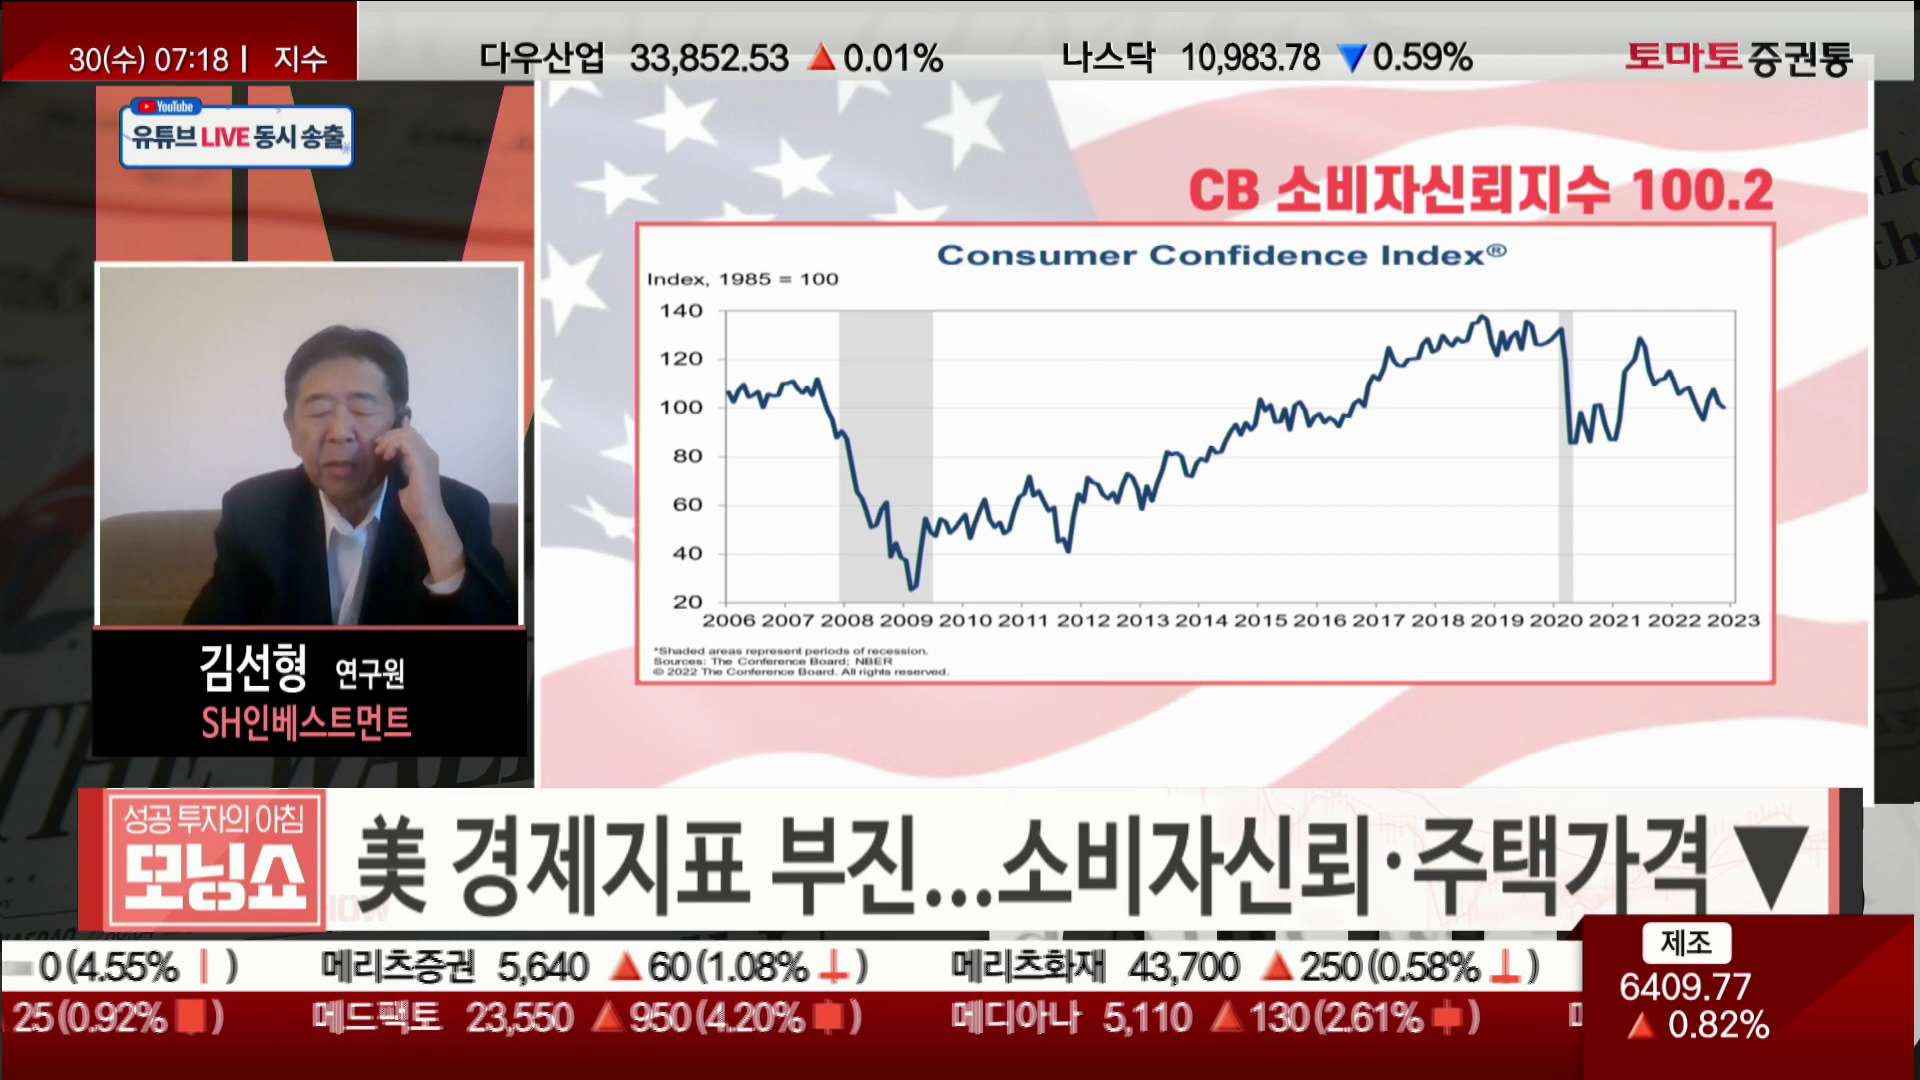 30(수) 07:18 | 지수
다우산업 33,852.53 ▲0.01%
나스닥 10,983.78 ▼0.59%
토마토증권통
YouTube
유튜브 LIVE 동시 송출
CB 소비자신뢰지수 100.2
Consumer Confidence Index®
Index, 1985 = 100
140
120
100
80
60
40
20
2006 2007 2008 2009 2010 2011 2012 2013 2014 2015 2016 2017 2018 2019 2020 2021 2022 2023
*Shaded areas represent periods of recession.
Sources: The Conference Board; NBER
© 2022 The Conference Board. All rights reserved.
김선형 연구원
SH인베스트먼트
성공 투자의 아침
모닝쇼
美 경제지표 부진...소비자신뢰·주택가격▼
0(4.55% ) 메리츠증권 5,640 ▲60(1.08% ) 메리츠화재 43,700 ▲250(0.58% )
25(0.92% ) 메드팩토 23,550 ▲950(4.20% ) 메디아나 5,110 ▲130(2.61% )
제조
6409.77
▲ 0.82%